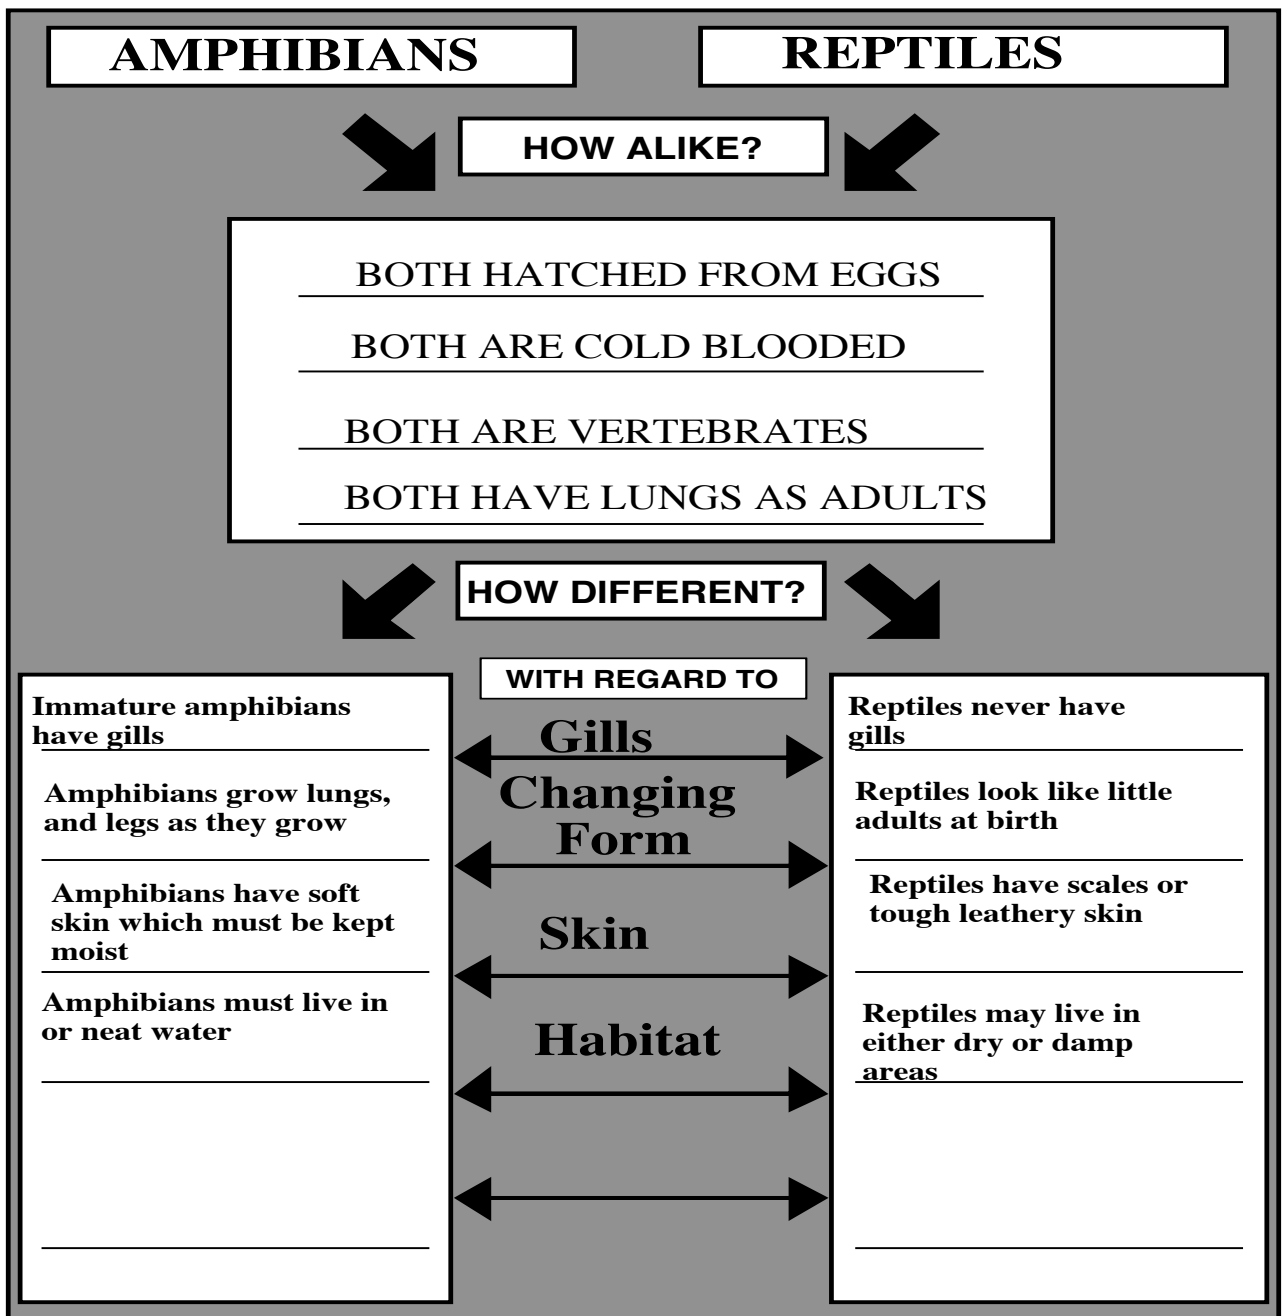 AMPHIBIANS
REPTILES
HOW ALIKE?
BOTH HATCHED FROM EGGS
BOTH ARE COLD BLOODED
BOTH ARE VERTEBRATES
BOTH HAVE LUNGS AS ADULTS
HOW DIFFERENT?
WITH REGARD TO
Immature amphibians
have gills
Gills
Reptiles never have
gills
Amphibians grow lungs,
and legs as they grow
Changing
Form
Reptiles look like little
adults at birth
Amphibians have soft
skin which must be kept
moist
Skin
Reptiles have scales or
tough leathery skin
Amphibians must live in
or neat water
Habitat
Reptiles may live in
either dry or damp
areas